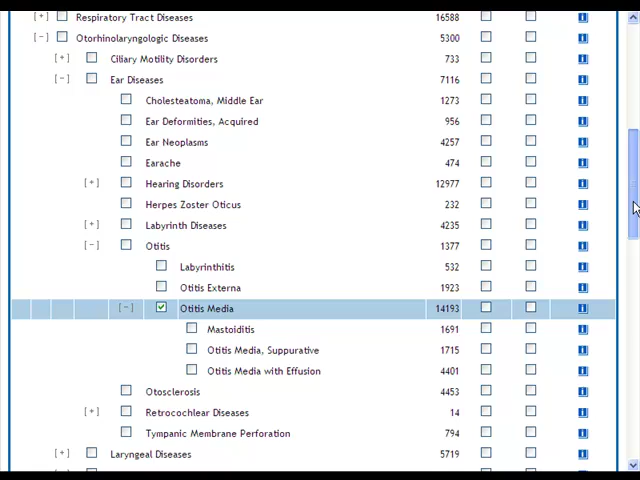 [+] Respiratory Tract Diseases 16588
[-] Otorhinolaryngologic Diseases 5300
[+] Ciliary Motility Disorders 733
[-] Ear Diseases 7116
Cholesteatoma, Middle Ear 1273
Ear Deformities, Acquired 956
Ear Neoplasms 4257
Earache 474
[+] Hearing Disorders 12977
Herpes Zoster Oticus 232
[+] Labyrinth Diseases 4235
[-] Otitis 1377
Labyrinthitis 532
Otitis Externa 1923
[-] Otitis Media 14193
Mastoiditis 1691
Otitis Media, Suppurative 1715
Otitis Media with Effusion 4401
Otosclerosis 4453
[+] Retrocochlear Diseases 14
Tympanic Membrane Perforation 794
[+] Laryngeal Diseases 5719